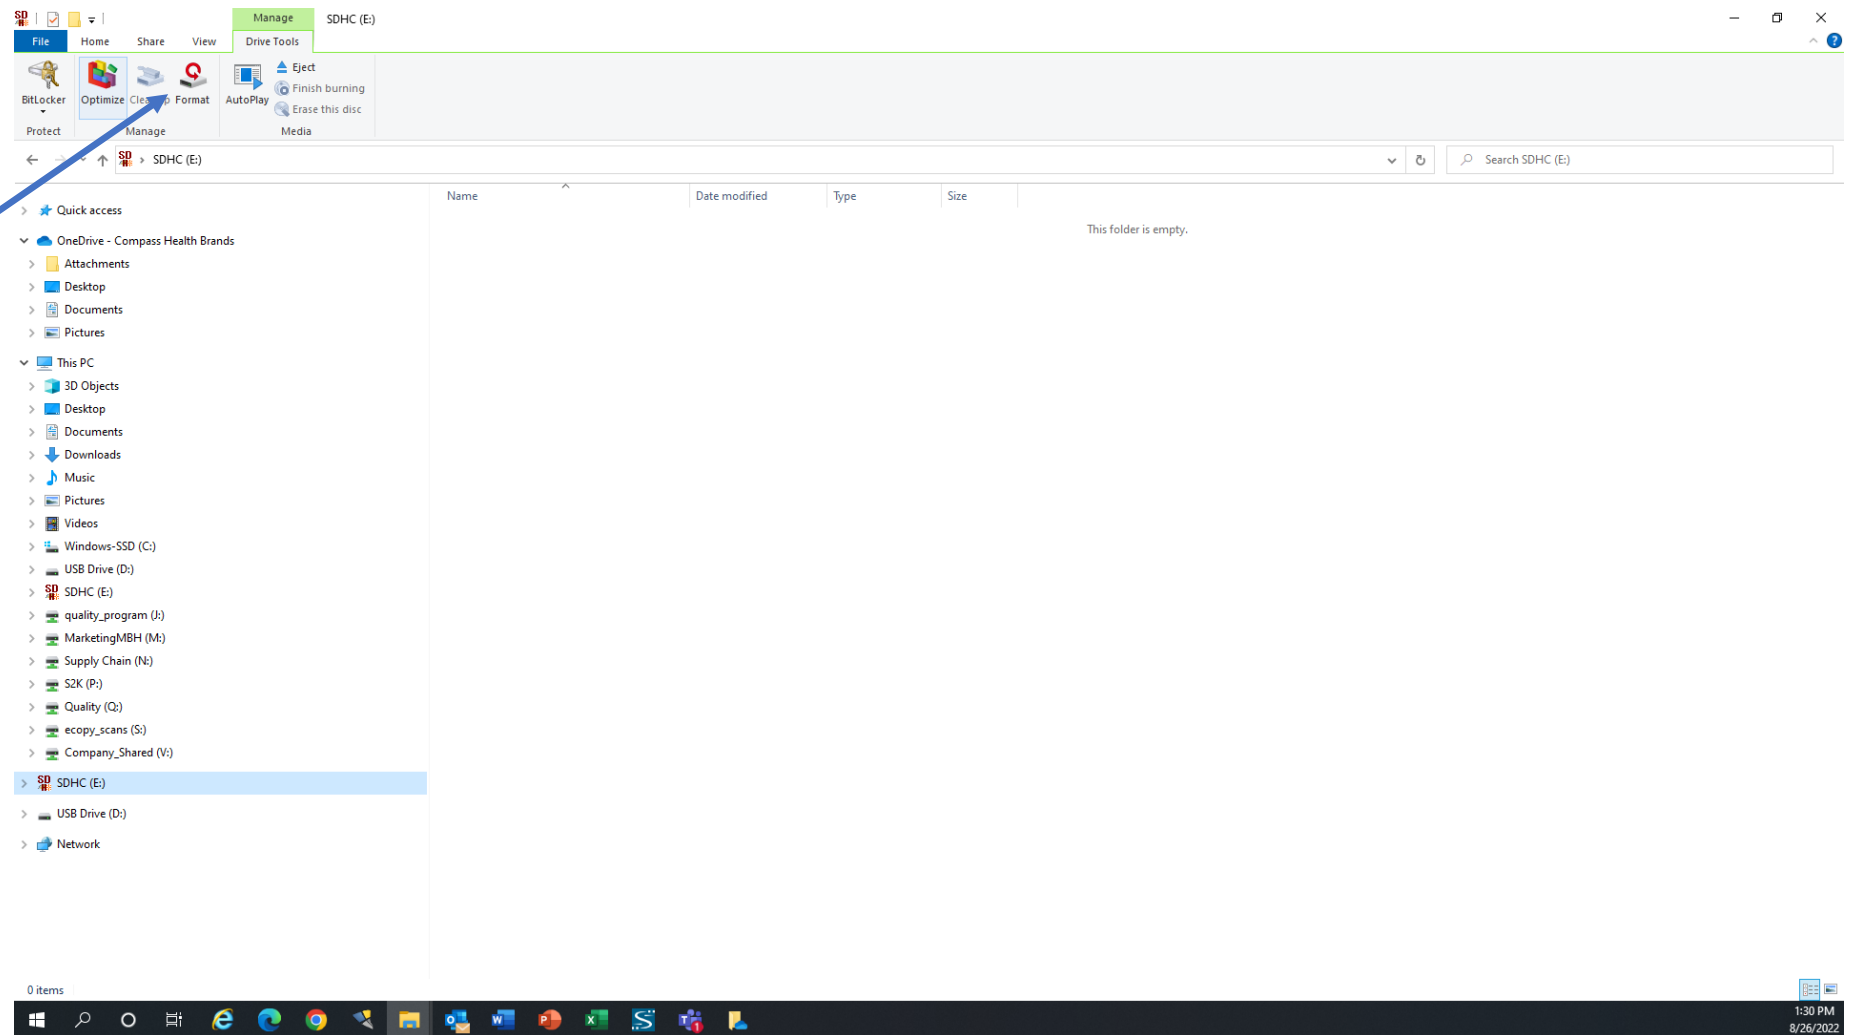 Manage SDHC (E:)
File Home Share View Drive Tools
BitLocker Optimize Format AutoPlay
Eject
Finish burning
Erase this disc
Protect Manage Media
SD SDHC (E:) Search SDHC (E:)
Name Date modified Type Size
This folder is empty.
Quick access
OneDrive - Compass Health Brands
Attachments
Desktop
Documents
Pictures
This PC
3D Objects
Desktop
Documents
Downloads
Music
Pictures
Videos
Windows-SSD (C:)
USB Drive (D:)
SDHC (E:)
quality_program (J:)
MarketingMBH (M:)
Supply Chain (N:)
S2K (P:)
Quality (Q:)
ecopy_scans (S:)
Company_Shared (V:)
SDHC (E:)
USB Drive (D:)
Network
0 items
1:30 PM
8/26/2022